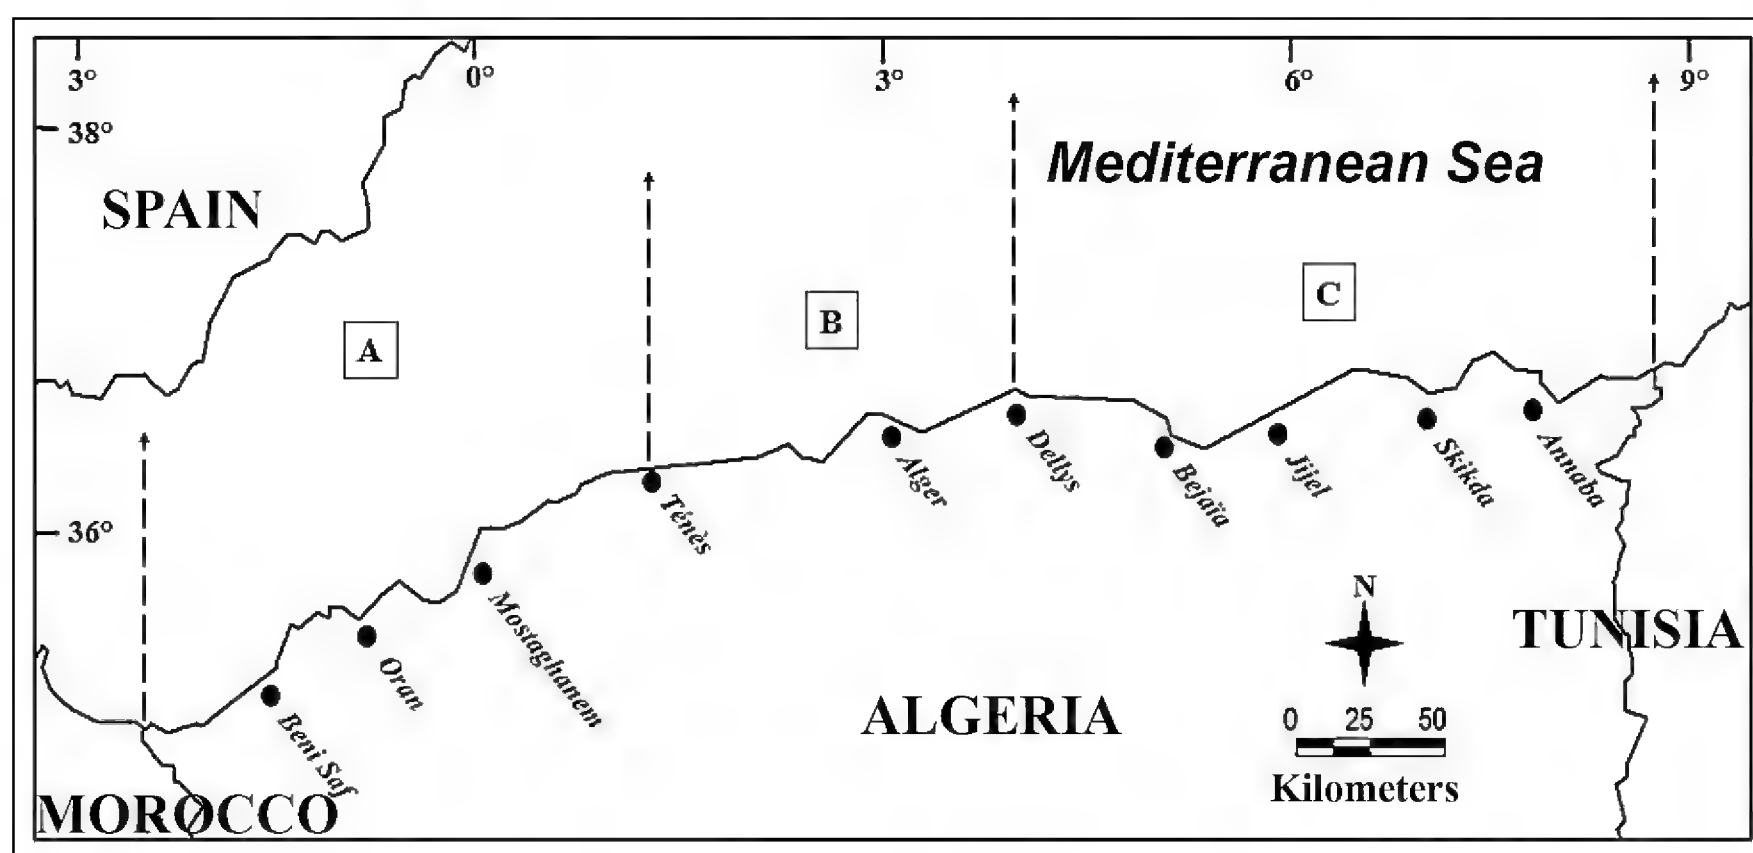 3° 0° 3° 6° 9°
38°
Mediterranean Sea
SPAIN
C
B
A
Alger
Dellys
Bejaïa
Jijel
Skikda
Annaba
Ténès
36°
Mostaghanem
Oran
Beni Saf
N
TUNISIA
ALGERIA
0 25 50
Kilometers
MOROCCO